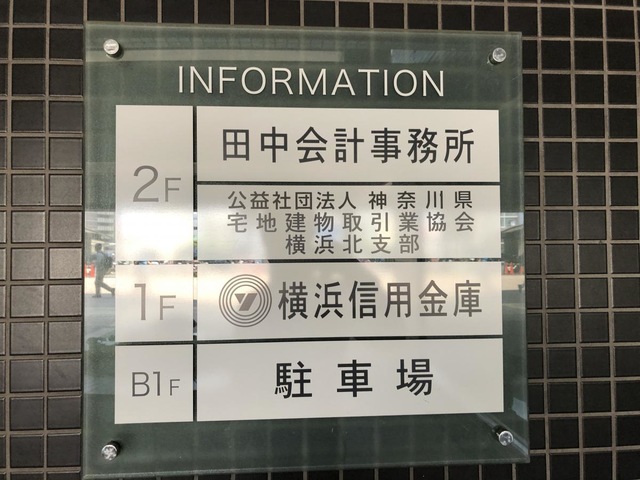 INFORMATION
2F
田中会計事務所
公益社団法人 神奈川県
宅地建物取引業協会
横浜北支部
1F
横浜信用金庫
B1F
駐車場